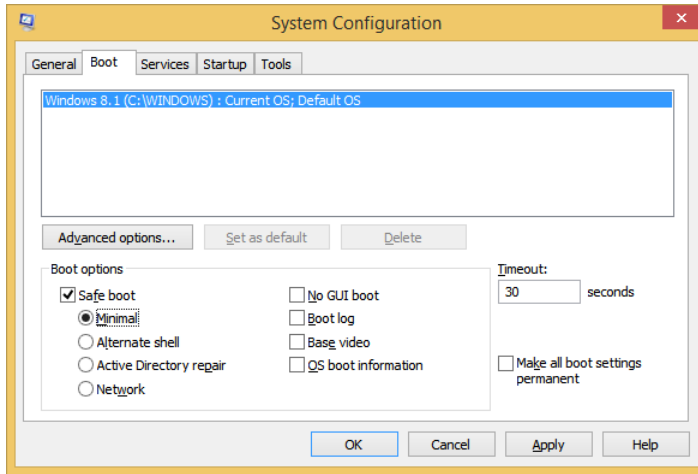 System Configuration
General Boot Services Startup Tools
Windows 8.1 (C:\WINDOWS) : Current OS; Default OS
Advanced options... Set as default Delete
Boot options
Safe boot
Minimal
Alternate shell
Active Directory repair
Network
No GUI boot
Boot log
Base video
OS boot information
Timeout:
30 seconds
Make all boot settings
permanent
OK Cancel Apply Help